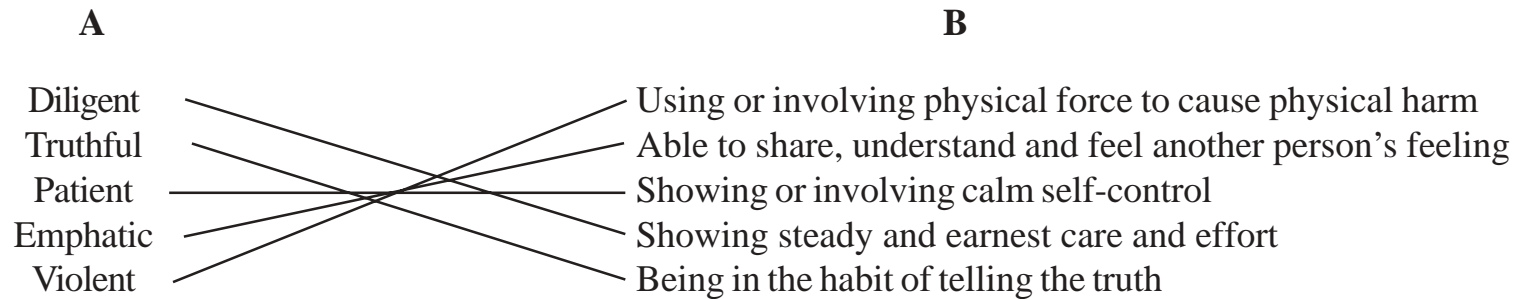 A B
Diligent Using or involving physical force to cause physical harm
Truthful Able to share, understand and feel another person's feeling
Patient Showing or involving calm self-control
Emphatic Showing steady and earnest care and effort
Violent Being in the habit of telling the truth